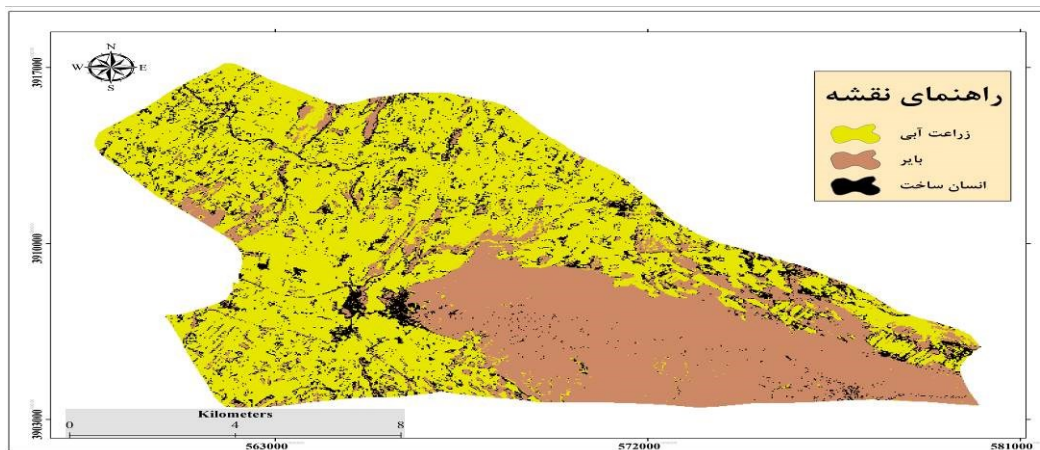 N
W E
S
3917000
3910000
3903000
راهنمای نقشه
زراعت آبی
بایر
انسان ساخت
Kilometers
0 4 8
563000 572000 581000